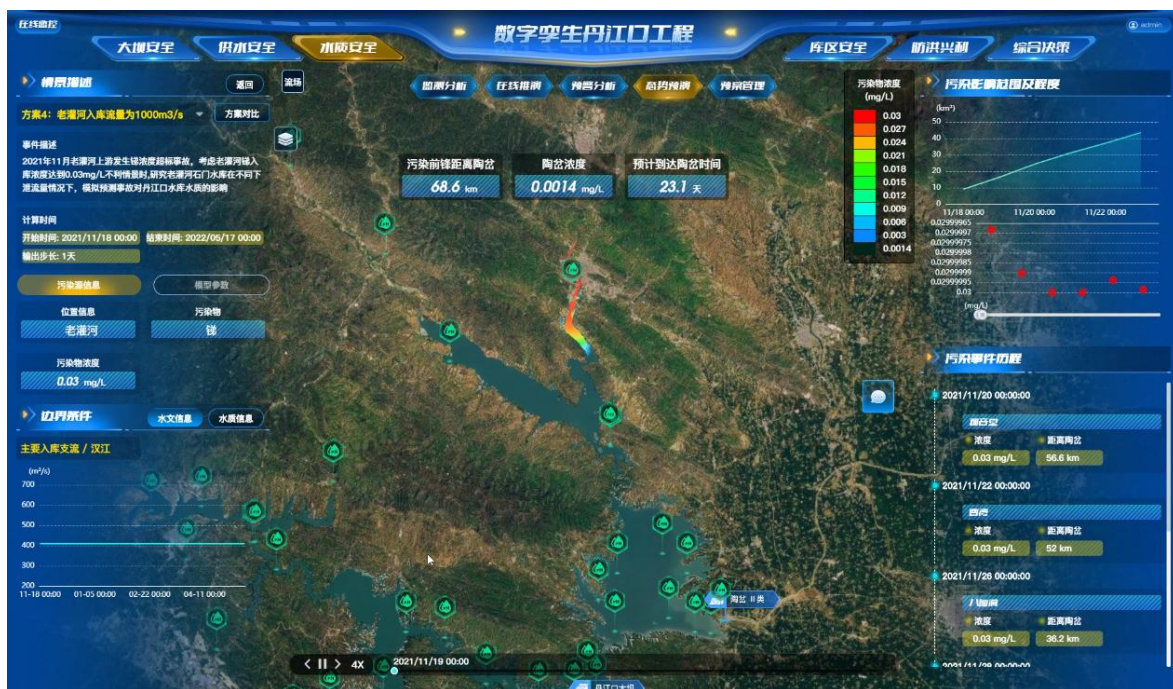 在线监控
数字孪生丹江口工程
admin
大坝安全
供水安全
水质安全
库区安全
防洪兴利
综合决策
情景描述
返回
流场
监测分析
在线推演
预警分析
态势预测
预案管理
方案4：老灌河入库流量为1000m3/s
方案对比
事件描述
2021年11月老灌河上游发生锑浓度超标事故，考虑老灌河锑入
库浓度达到0.03mg/L不利情景时,研究老灌河石门水库在不同下
泄流量情况下，模拟预测事故对丹江口水库水质的影响
计算时间
开始时间: 2021/11/18 00:00
结束时间: 2022/05/17 00:00
输出步长: 1天
污染源信息
模型参数
位置信息
污染物
老灌河
锑
污染物浓度
0.03 mg/L
边界条件
水文信息
水质信息
主要入库支流 / 汉江
(m³/s)
700
600
500
400
300
200
11-18 00:00
01-05 00:00
02-22 00:00
04-11 00:00
污染前锋距离陶岔
68.6 km
陶岔浓度
0.0014 mg/L
预计到达陶岔时间
23.1 天
污染物浓度
(mg/L)
0.03
0.027
0.024
0.021
0.018
0.015
0.012
0.009
0.006
0.003
0.0014
陶岔 II 类
4X
2021/11/19 00:00
污染影响范围及程度
(km²)
50
40
30
20
10
0
11/18 00:00
11/20 00:00
11/22 00:00
0.02999965
0.0299997
0.02999975
0.0299998
0.02999985
0.0299999
0.02999995
0.03
(mg/L)
污染事件历程
2021/11/20 00:00:00
浓度
距离陶岔
0.03 mg/L
56.6 km
2021/11/22 00:00:00
浓度
距离陶岔
0.03 mg/L
52 km
2021/11/26 00:00:00
浓度
距离陶岔
0.03 mg/L
36.2 km